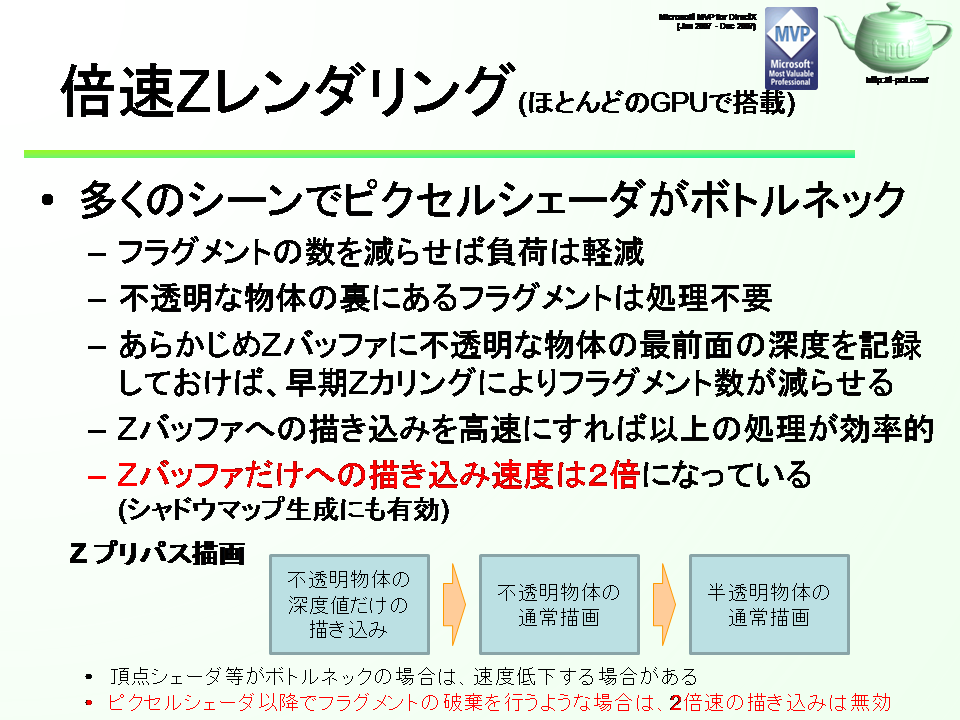 Microsoft MVP for DirectX
(Jan 2007 - Dec 2007)
MVP
Microsoft®
Most Valuable
Professional
t-pot
http://t-pot.com/
倍速Zレンダリング (ほとんどのGPUで搭載)
• 多くのシーンでピクセルシェーダがボトルネック
– フラグメントの数を減らせば負荷は軽減
– 不透明な物体の裏にあるフラグメントは処理不要
– あらかじめZバッファに不透明な物体の最前面の深度を記録
しておけば、早期Zカリングによりフラグメント数が減らせる
– Zバッファへの描き込みを高速にすれば以上の処理が効率的
– Zバッファだけへの描き込み速度は2倍になっている
(シャドウマップ生成にも有効)
Z プリパス描画
不透明物体の
深度値だけの
描き込み
不透明物体の
通常描画
半透明物体の
通常描画
• 頂点シェーダ等がボトルネックの場合は、速度低下する場合がある
• ピクセルシェーダ以降でフラグメントの破棄を行うような場合は、2倍速の描き込みは無効